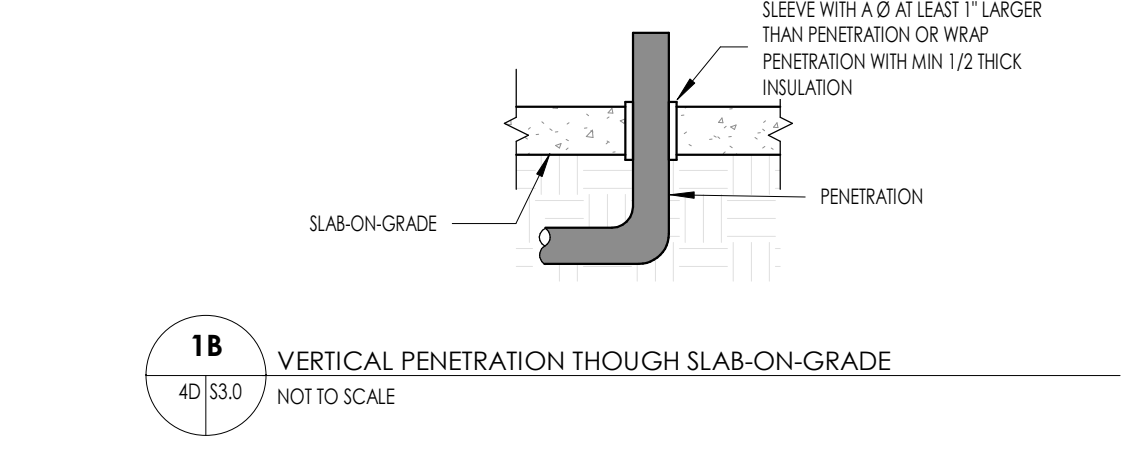 SLEEVE WITH A Ø AT LEAST 1" LARGER
THAN PENETRATION OR WRAP
PENETRATION WITH MIN 1/2 THICK
INSULATION
PENETRATION
SLAB-ON-GRADE
1B
4D S3.0
VERTICAL PENETRATION THOUGH SLAB-ON-GRADE
NOT TO SCALE